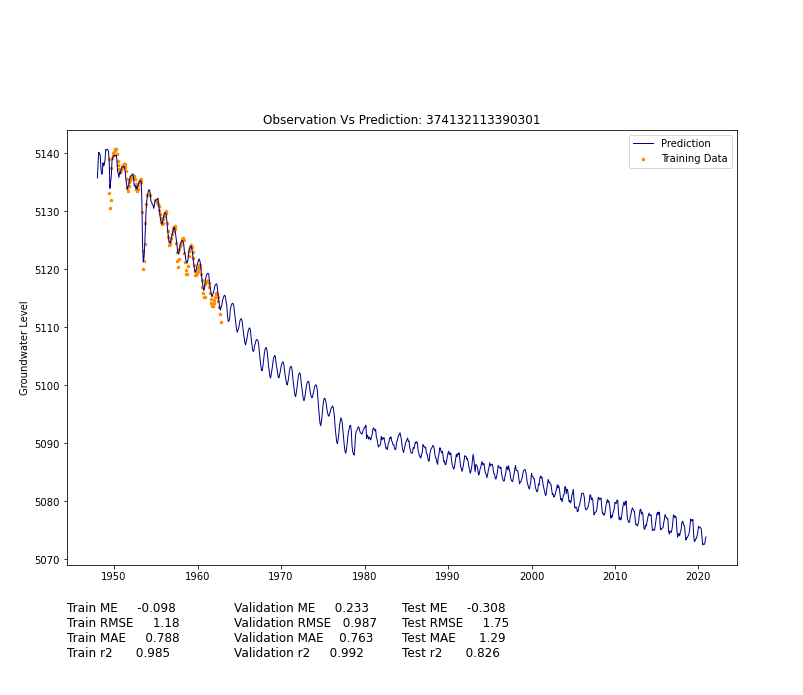 Observation Vs Prediction: 374132113390301
Prediction
Training Data
Groundwater Level
5140
5130
5120
5110
5100
5090
5080
5070
1950 1960 1970 1980 1990 2000 2010 2020
Train ME -0.098 Validation ME 0.233 Test ME -0.308
Train RMSE 1.18 Validation RMSE 0.987 Test RMSE 1.75
Train MAE 0.788 Validation MAE 0.763 Test MAE 1.29
Train r2 0.985 Validation r2 0.992 Test r2 0.826